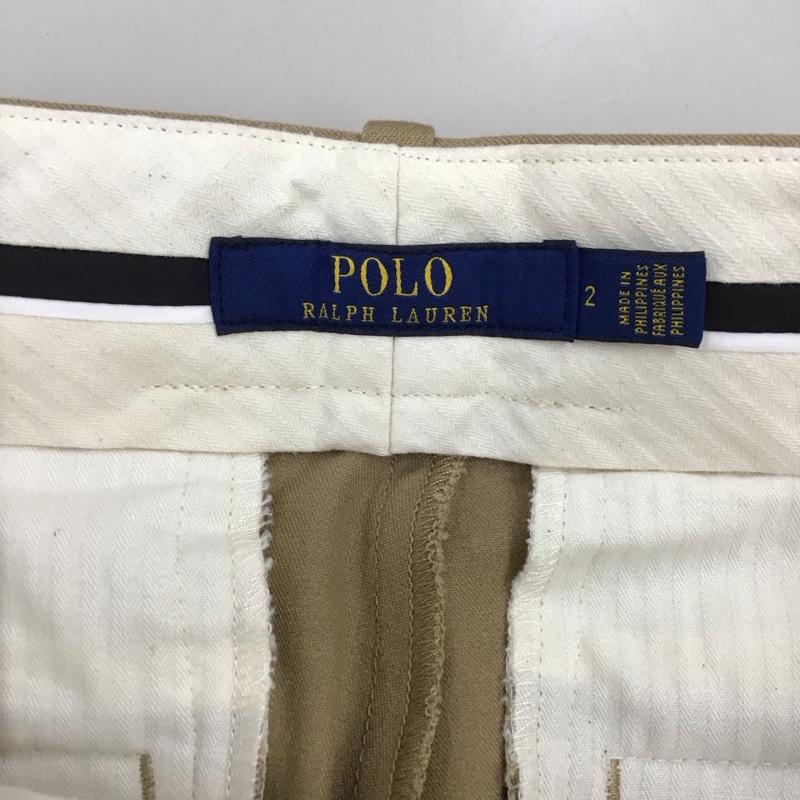 POLO
RALPH LAUREN
2
MADE IN
PHILIPPINES
FABRIQUÉ AUX
PHILIPPINES